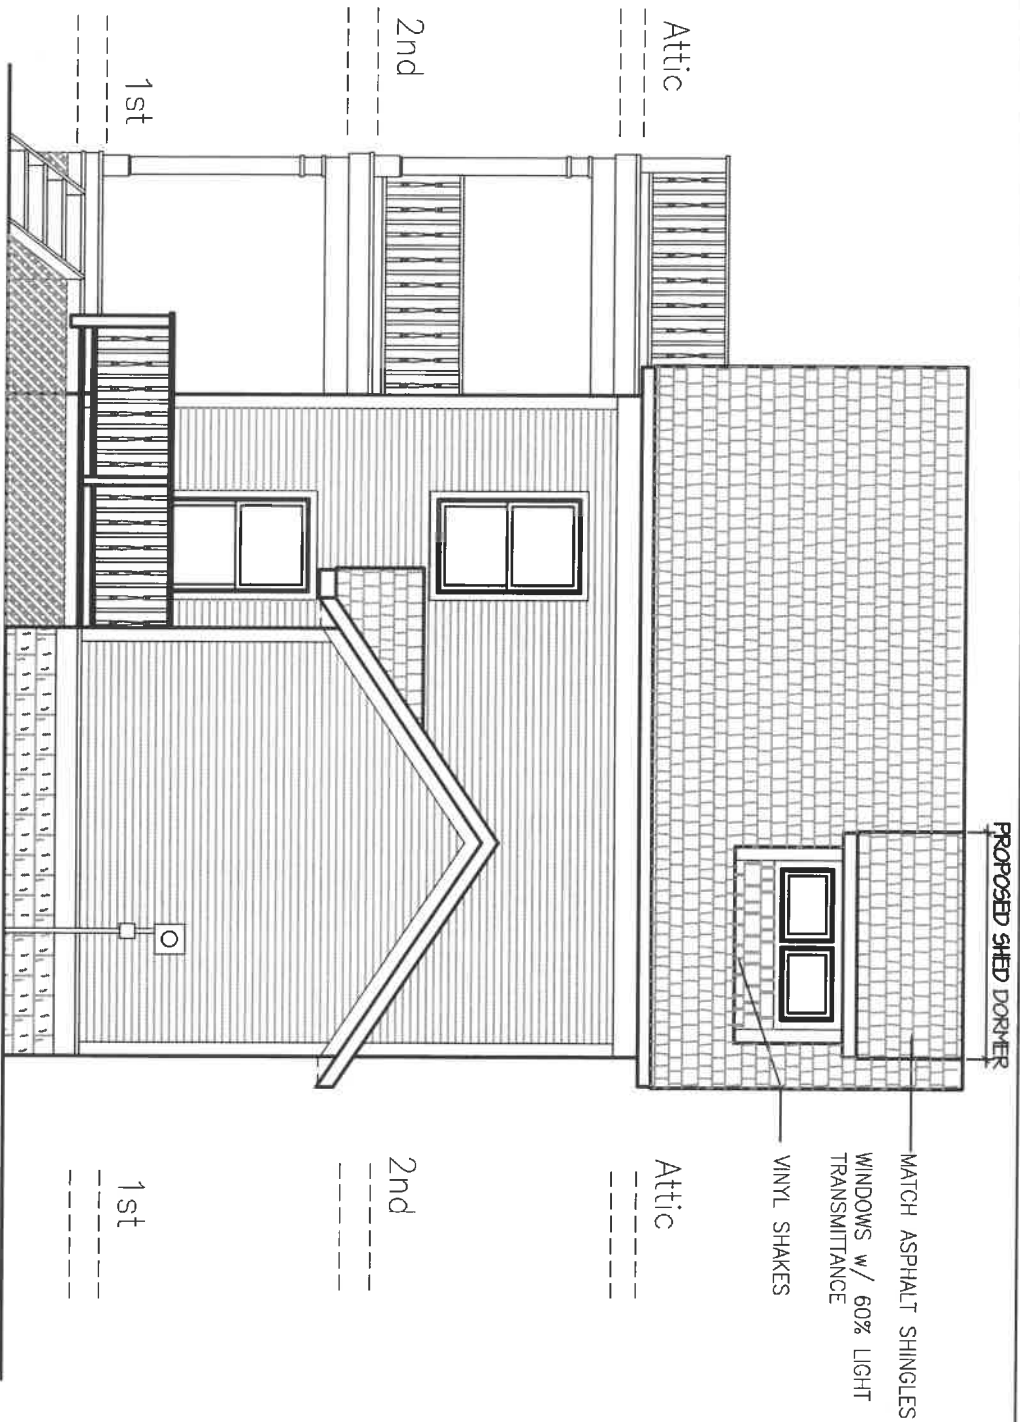 PROPOSED SHED DORMER
MATCH ASPHALT SHINGLES
WINDOWS w/ 60% LIGHT
TRANSMITTANCE
VINYL SHAKES
Attic
Attic
2nd
2nd
1st
1st